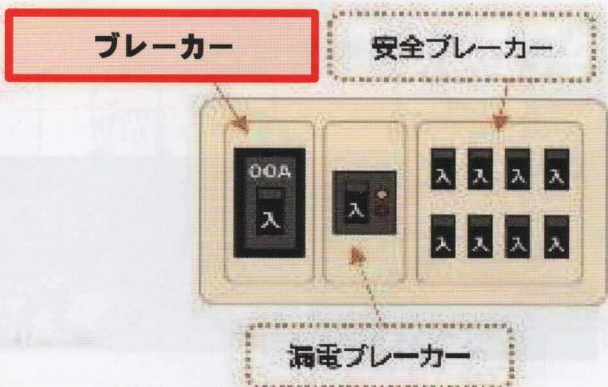 ブレーカー
安全ブレーカー
OOA
入
入
入 入 入 入
入 入 入 入
漏電ブレーカー